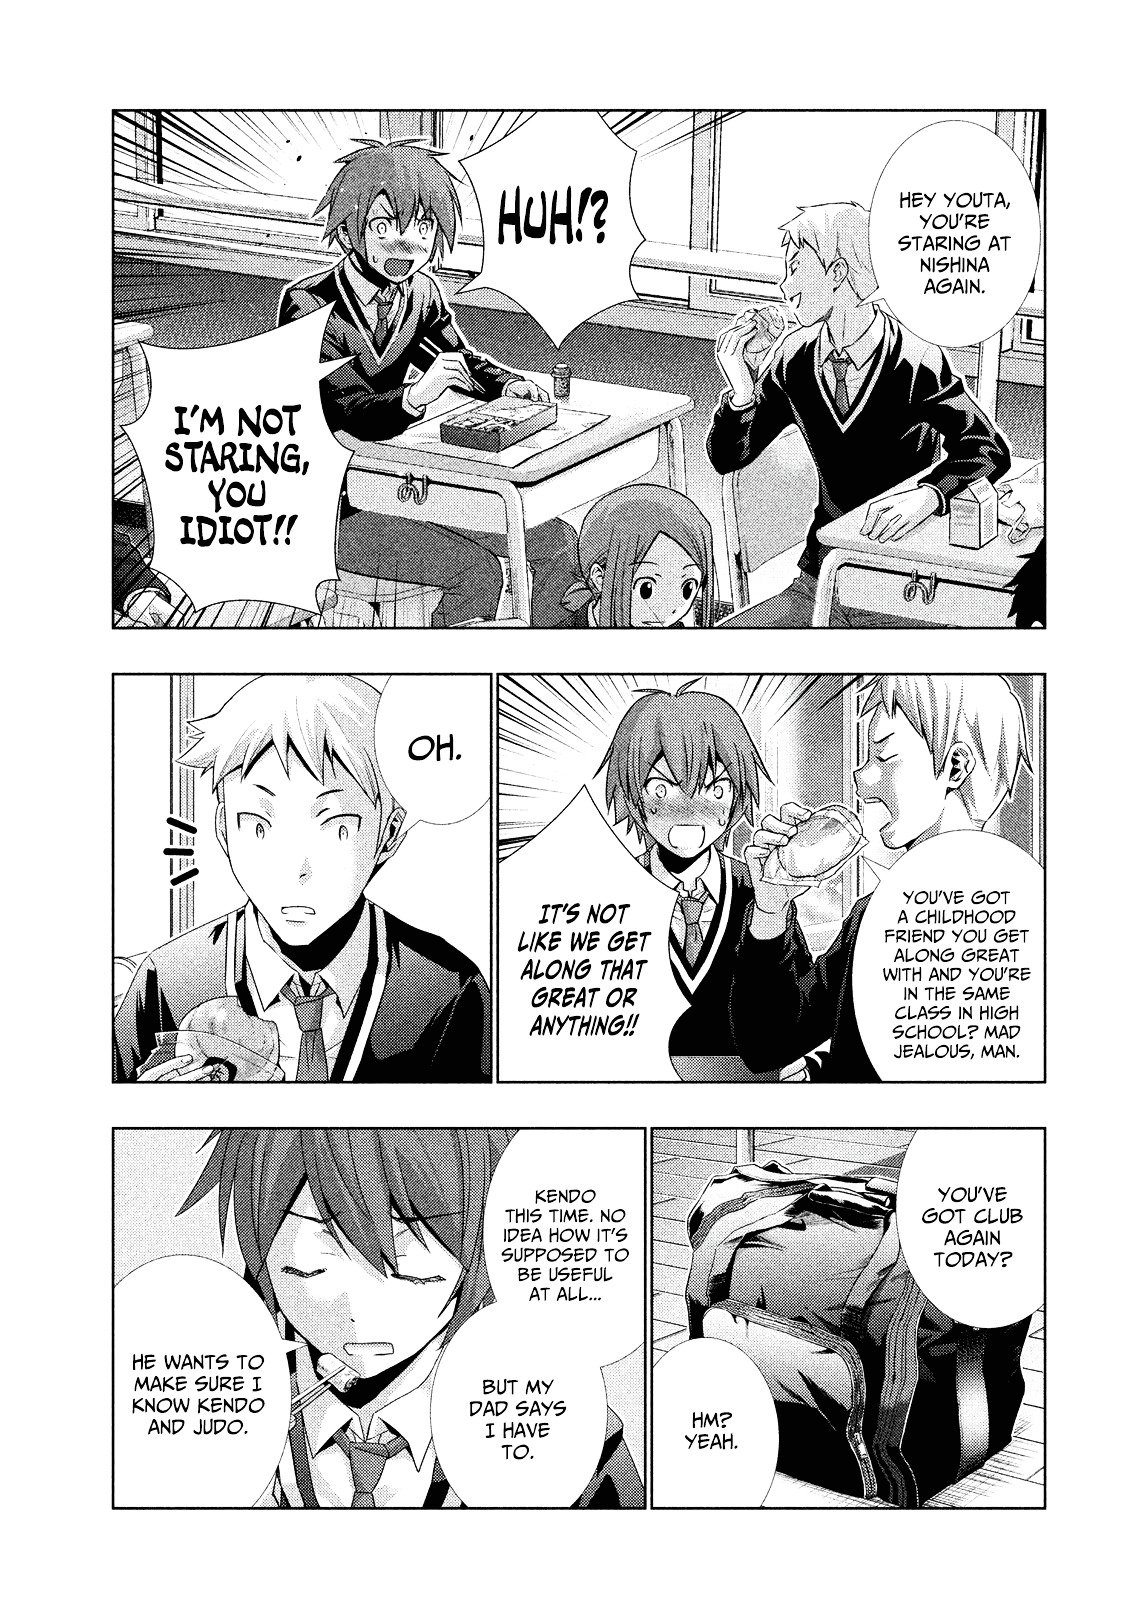 HEY YOUTA,
YOU'RE
STARING AT
NISHINA
AGAIN.
HUH!?
I'M NOT
STARING,
YOU
IDIOT!!
YOU'VE GOT
A CHILDHOOD
FRIEND YOU GET
ALONG GREAT
WITH AND YOU'RE
IN THE SAME
CLASS IN HIGH
SCHOOL? MAD
JEALOUS, MAN.
IT'S NOT
LIKE WE GET
ALONG THAT
GREAT OR
ANYTHING!!
OH.
YOU'VE
GOT CLUB
AGAIN
TODAY?
HM?
YEAH.
KENDO
THIS TIME. NO
IDEA HOW IT'S
SUPPOSED TO
BE USEFUL
AT ALL...
BUT MY
DAD SAYS
I HAVE
TO.
HE WANTS TO
MAKE SURE I
KNOW KENDO
AND JUDO.